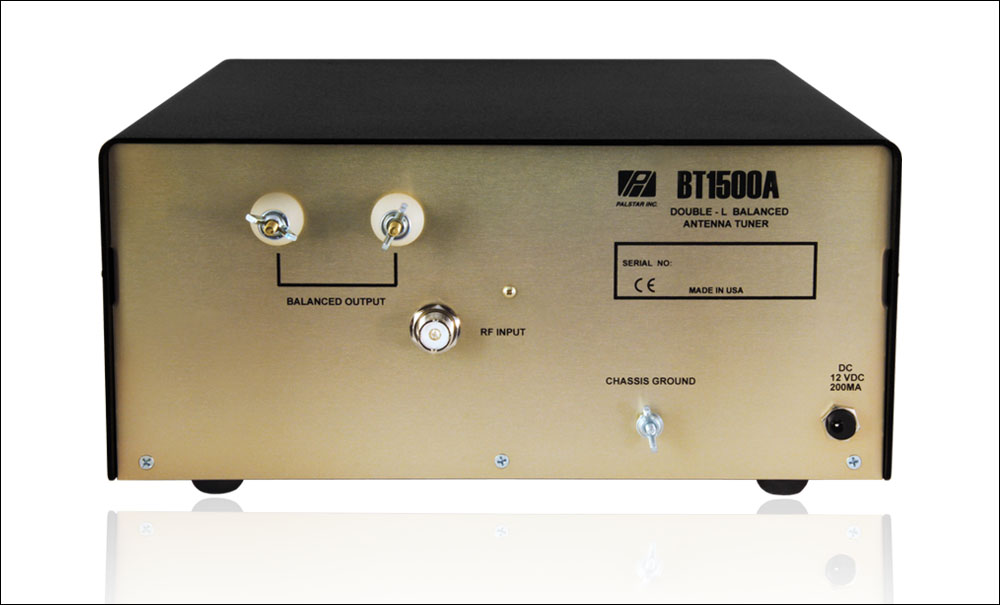 BT1500A
PALSTAR INC.
DOUBLE - L BALANCED
ANTENNA TUNER
SERIAL NO:
CE
MADE IN USA
BALANCED OUTPUT
RF INPUT
CHASSIS GROUND
DC
12 VDC
200MA